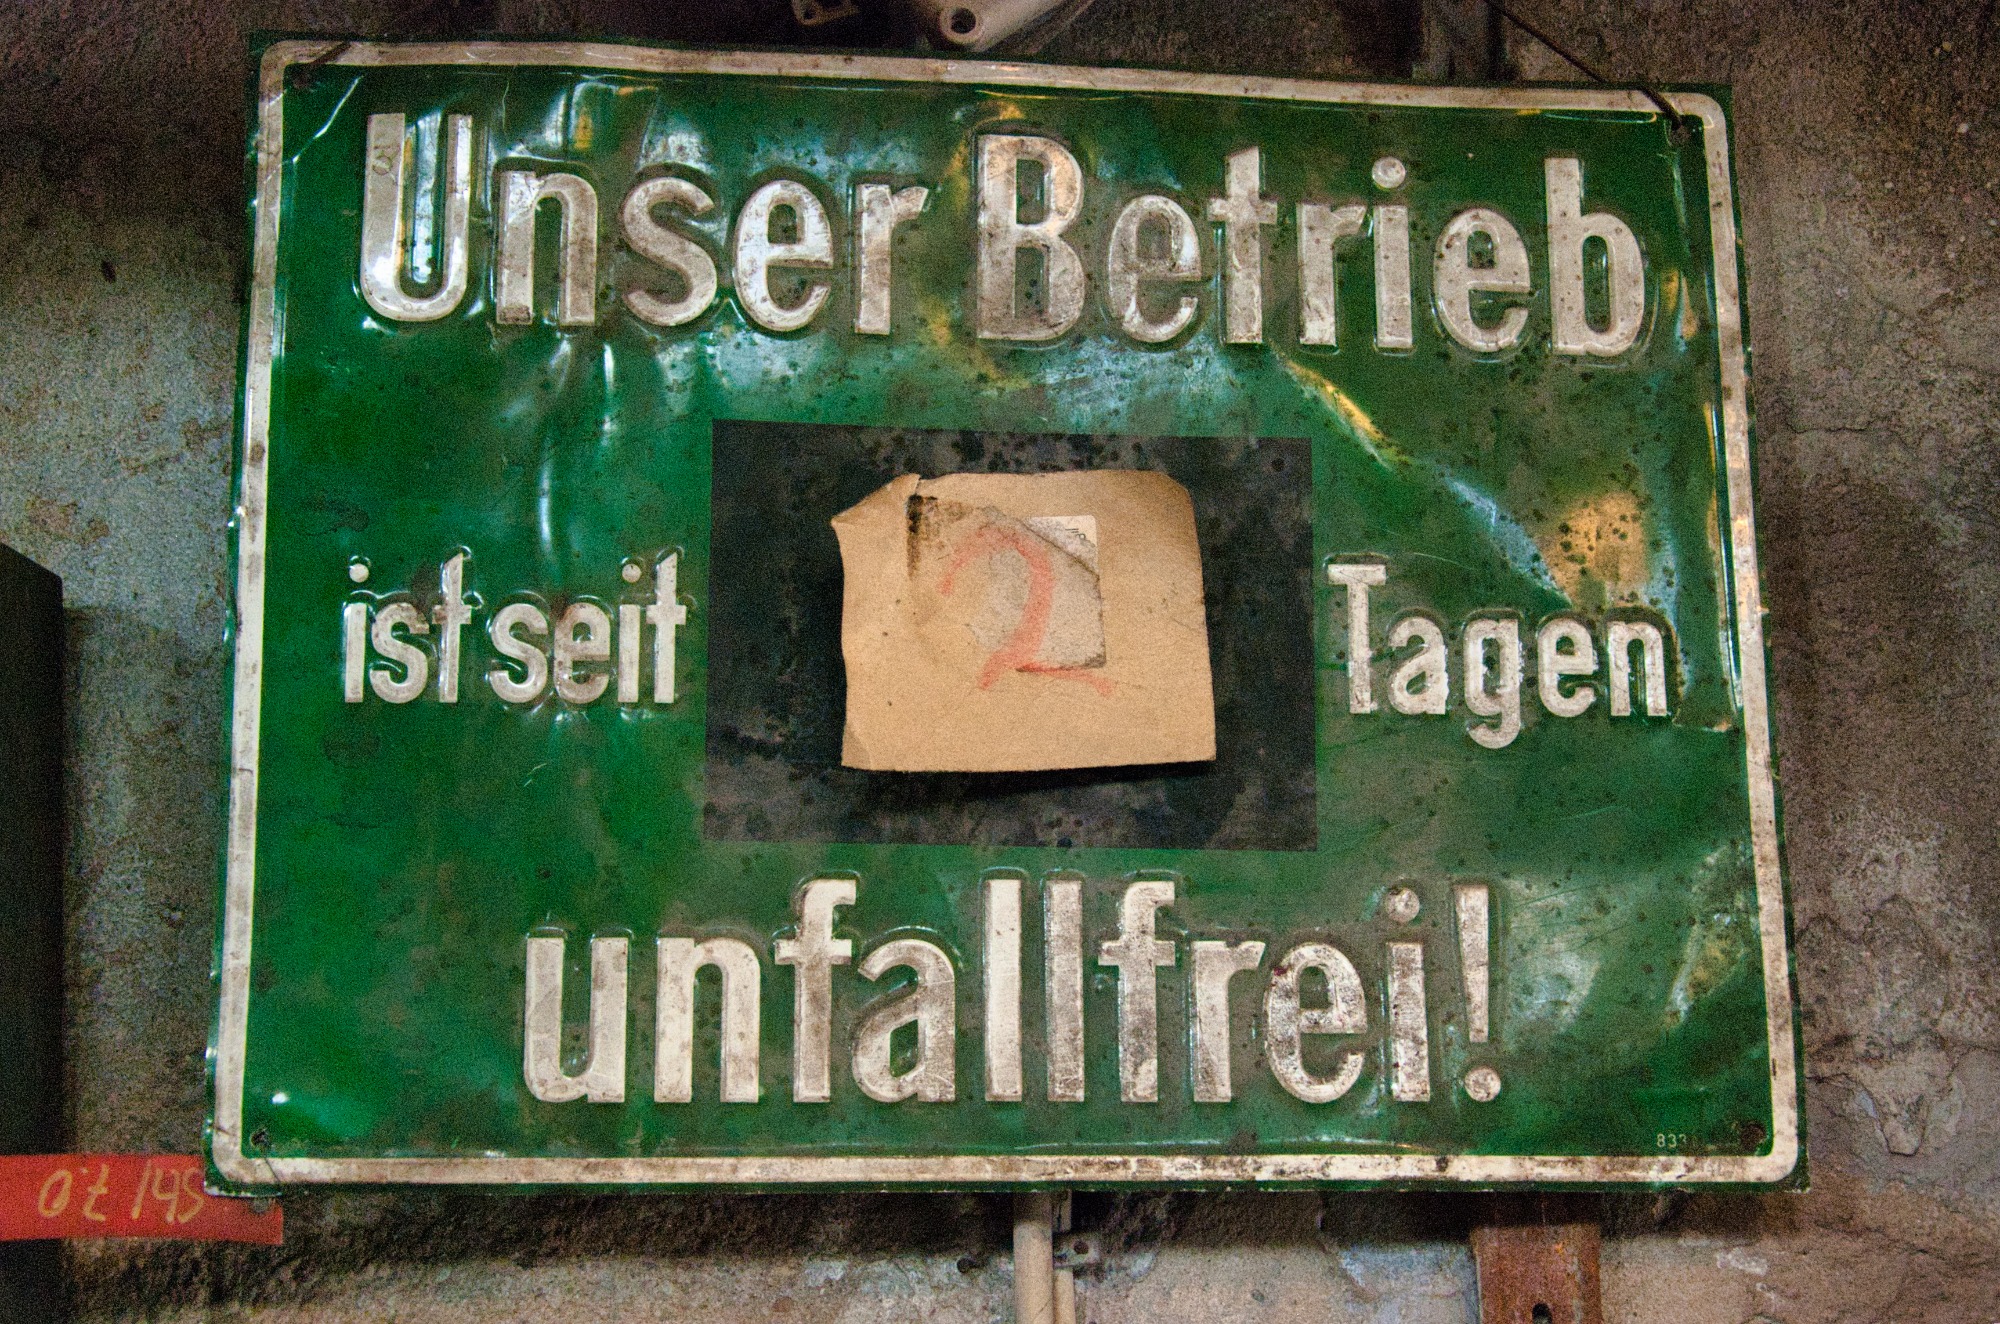 Unser Betrieb
ist seit 2 Tagen
unfallfrei!